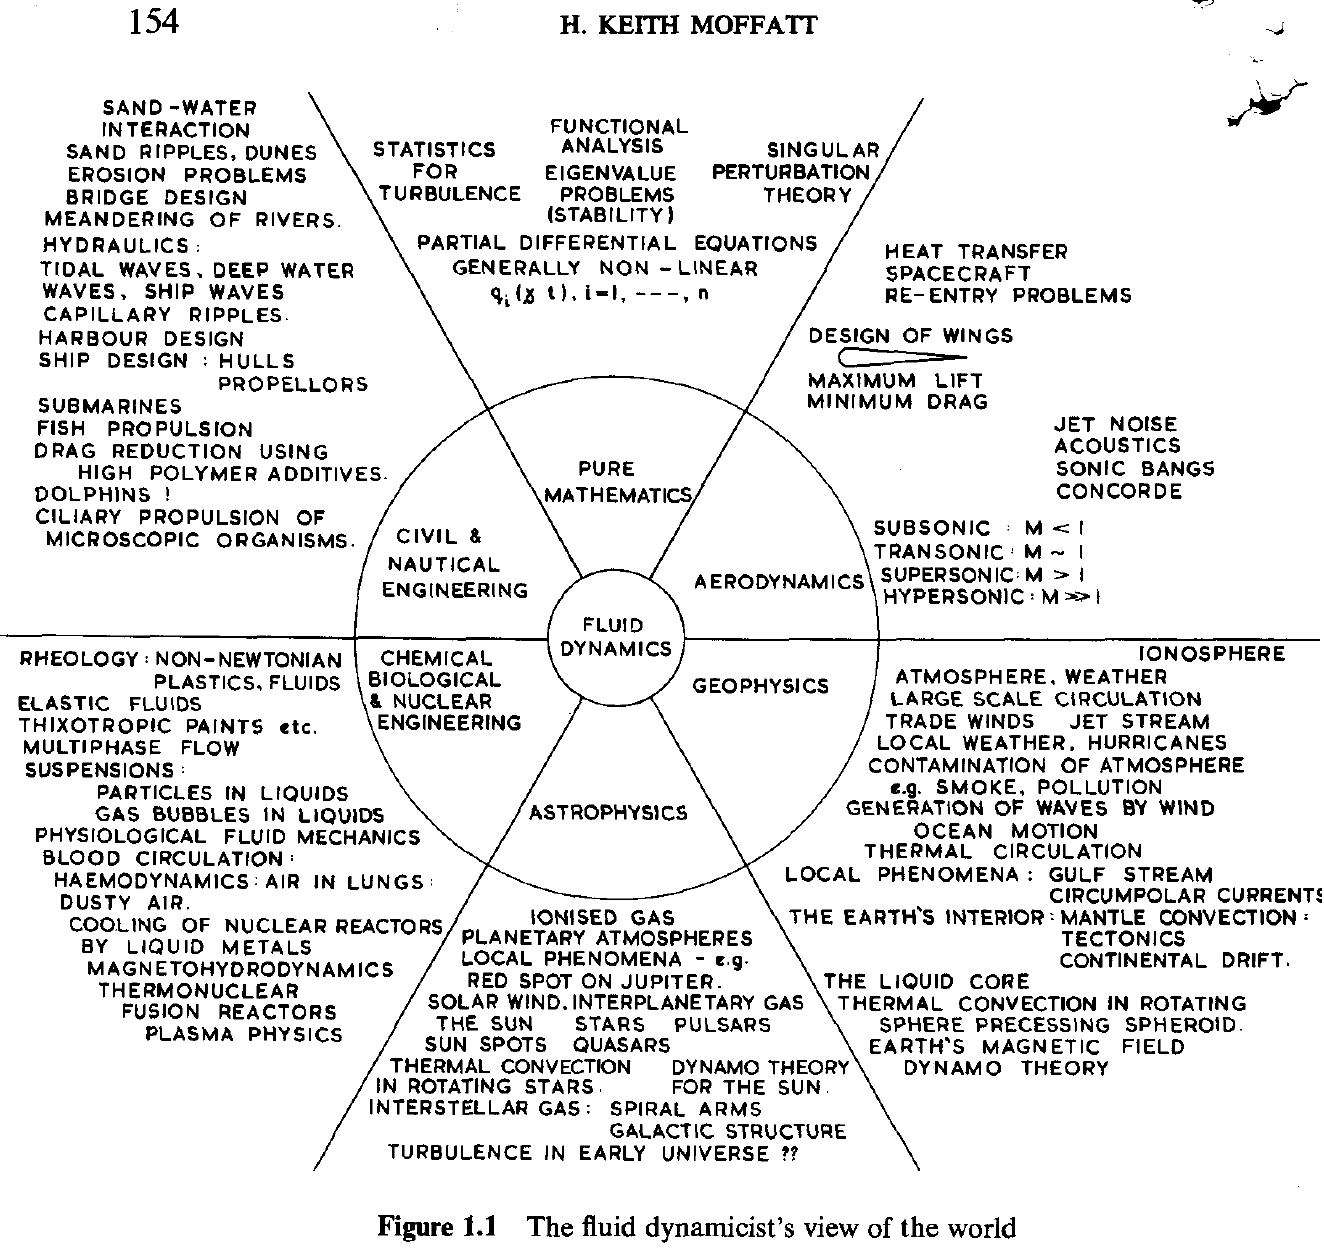 154
H. KEITH MOFFATT
SAND-WATER
INTERACTION
SAND RIPPLES, DUNES
EROSION PROBLEMS
BRIDGE DESIGN
MEANDERING OF RIVERS.
HYDRAULICS:
TIDAL WAVES, DEEP WATER
WAVES, SHIP WAVES
CAPILLARY RIPPLES.
HARBOUR DESIGN
SHIP DESIGN : HULLS
PROPELLORS
SUBMARINES
FISH PROPULSION
DRAG REDUCTION USING
HIGH POLYMER ADDITIVES.
DOLPHINS !
CILIARY PROPULSION OF
MICROSCOPIC ORGANISMS.
STATISTICS
FOR
TURBULENCE
FUNCTIONAL
ANALYSIS
EIGENVALUE
PROBLEMS
(STABILITY)
SINGULAR
PERTURBATION
THEORY
PARTIAL DIFFERENTIAL EQUATIONS
GENERALLY NON-LINEAR
qᵢ(x t), i=1, ---, n
HEAT TRANSFER
SPACECRAFT
RE-ENTRY PROBLEMS
DESIGN OF WINGS
MAXIMUM LIFT
MINIMUM DRAG
JET NOISE
ACOUSTICS
SONIC BANGS
CONCORDE
SUBSONIC : M < 1
TRANSONIC : M ~ 1
SUPERSONIC : M > 1
HYPERSONIC : M >> 1
PURE
MATHEMATICS
CIVIL &
NAUTICAL
ENGINEERING
AERODYNAMICS
FLUID
DYNAMICS
CHEMICAL
BIOLOGICAL
& NUCLEAR
ENGINEERING
GEOPHYSICS
ASTROPHYSICS
RHEOLOGY : NON-NEWTONIAN
PLASTICS, FLUIDS
ELASTIC FLUIDS
THIXOTROPIC PAINTS etc.
MULTIPHASE FLOW
SUSPENSIONS :
PARTICLES IN LIQUIDS
GAS BUBBLES IN LIQUIDS
PHYSIOLOGICAL FLUID MECHANICS
BLOOD CIRCULATION :
HAEMODYNAMICS : AIR IN LUNGS :
DUSTY AIR.
COOLING OF NUCLEAR REACTORS
BY LIQUID METALS
MAGNETOHYDRODYNAMICS
THERMONUCLEAR
FUSION REACTORS
PLASMA PHYSICS
IONISED GAS
PLANETARY ATMOSPHERES
LOCAL PHENOMENA - e.g.
RED SPOT ON JUPITER.
SOLAR WIND, INTERPLANETARY GAS
THE SUN STARS PULSARS
SUN SPOTS QUASARS
THERMAL CONVECTION
IN ROTATING STARS.
DYNAMO THEORY
FOR THE SUN.
INTERSTELLAR GAS : SPIRAL ARMS
GALACTIC STRUCTURE
TURBULENCE IN EARLY UNIVERSE ??
IONOSPHERE
ATMOSPHERE, WEATHER
LARGE SCALE CIRCULATION
TRADE WINDS JET STREAM
LOCAL WEATHER, HURRICANES
CONTAMINATION OF ATMOSPHERE
e.g. SMOKE, POLLUTION
GENERATION OF WAVES BY WIND
OCEAN MOTION
THERMAL CIRCULATION
LOCAL PHENOMENA : GULF STREAM
CIRCUMPOLAR CURRENTS
THE EARTH'S INTERIOR : MANTLE CONVECTION :
TECTONICS
CONTINENTAL DRIFT.
THE LIQUID CORE
THERMAL CONVECTION IN ROTATING
SPHERE PRECESSING SPHEROID.
EARTH'S MAGNETIC FIELD
DYNAMO THEORY
Figure 1.1 The fluid dynamicist's view of the world